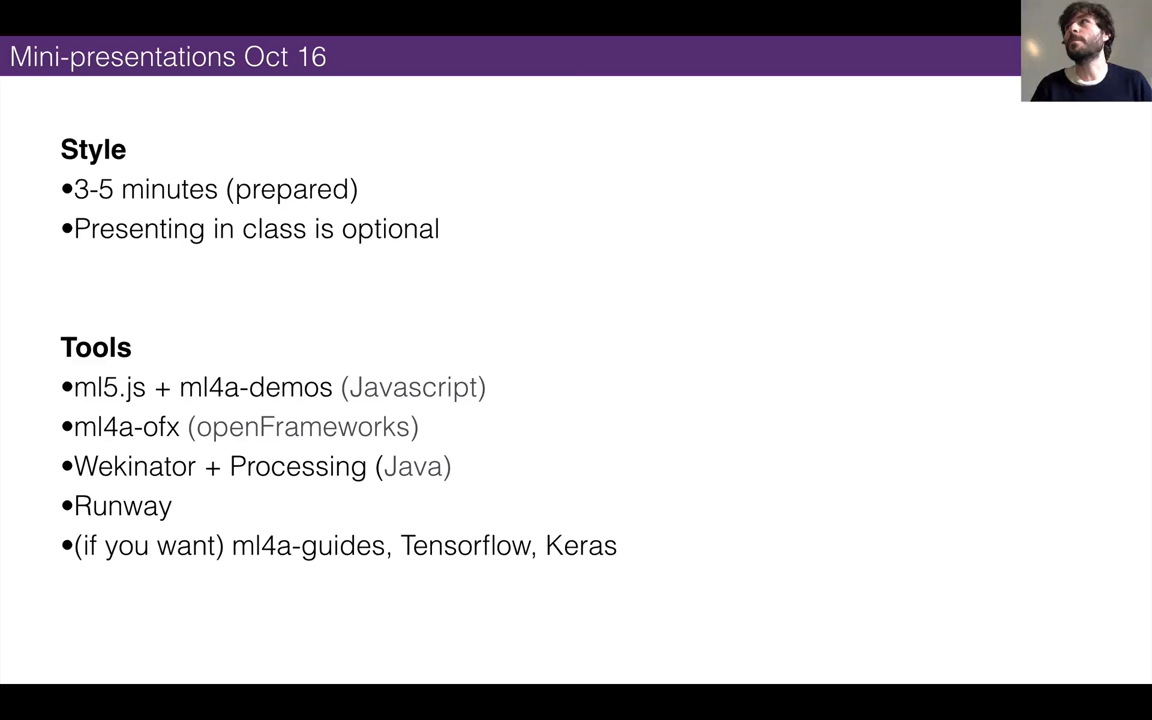 Mini-presentations Oct 16
Style
•3-5 minutes (prepared)
•Presenting in class is optional
Tools
•ml5.js + ml4a-demos (Javascript)
•ml4a-ofx (openFrameworks)
•Wekinator + Processing (Java)
•Runway
•(if you want) ml4a-guides, Tensorflow, Keras